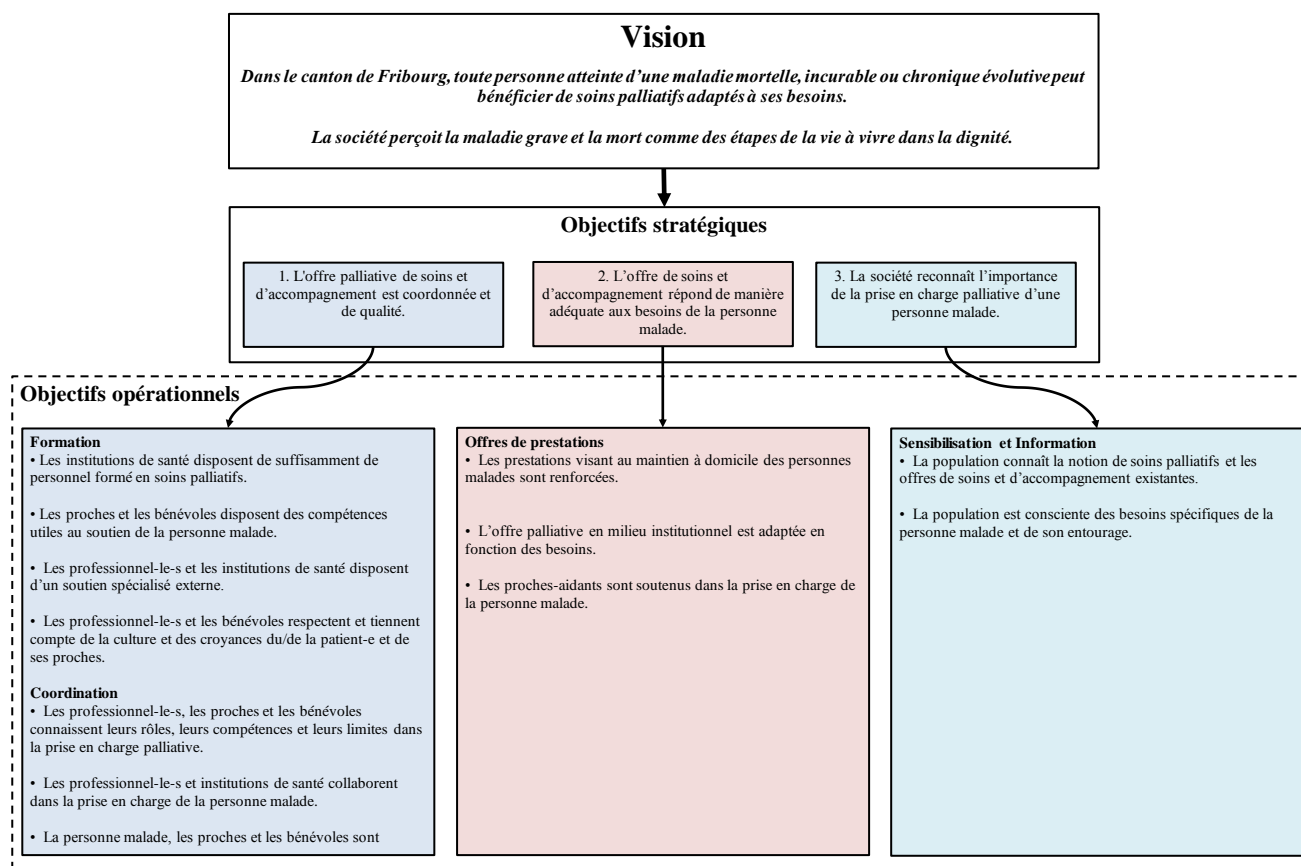 Vision
Dans le canton de Fribourg, toute personne atteinte d'une maladie mortelle, incurable ou chronique évolutive peut
bénéficier de soins palliatifs adaptés à ses besoins.
La société perçoit la maladie grave et la mort comme des étapes de la vie à vivre dans la dignité.
Objectifs stratégiques
1. L'offre palliative de soins et
d'accompagnement est coordonnée et
de qualité.
2. L'offre de soins et
d'accompagnement répond de manière
adéquate aux besoins de la personne
malade.
3. La société reconnaît l'importance
de la prise en charge palliative d'une
personne malade.
Objectifs opérationnels
Formation
• Les institutions de santé disposent de suffisamment de
personnel formé en soins palliatifs.
• Les proches et les bénévoles disposent des compétences
utiles au soutien de la personne malade.
• Les professionnel-le-s et les institutions de santé disposent
d'un soutien spécialisé externe.
• Les professionnel-le-s et les bénévoles respectent et tiennent
compte de la culture et des croyances du/de la patient-e et de
ses proches.
Coordination
• Les professionnel-le-s, les proches et les bénévoles
connaissent leurs rôles, leurs compétences et leurs limites dans
la prise en charge palliative.
• Les professionnel-le-s et institutions de santé collaborent
dans la prise en charge de la personne malade.
• La personne malade, les proches et les bénévoles sont
Offres de prestations
• Les prestations visant au maintien à domicile des personnes
malades sont renforcées.
• L'offre palliative en milieu institutionnel est adaptée en
fonction des besoins.
• Les proches-aidants sont soutenus dans la prise en charge de
la personne malade.
Sensibilisation et Information
• La population connaît la notion de soins palliatifs et les
offres de soins et d'accompagnement existantes.
• La population est consciente des besoins spécifiques de la
personne malade et de son entourage.